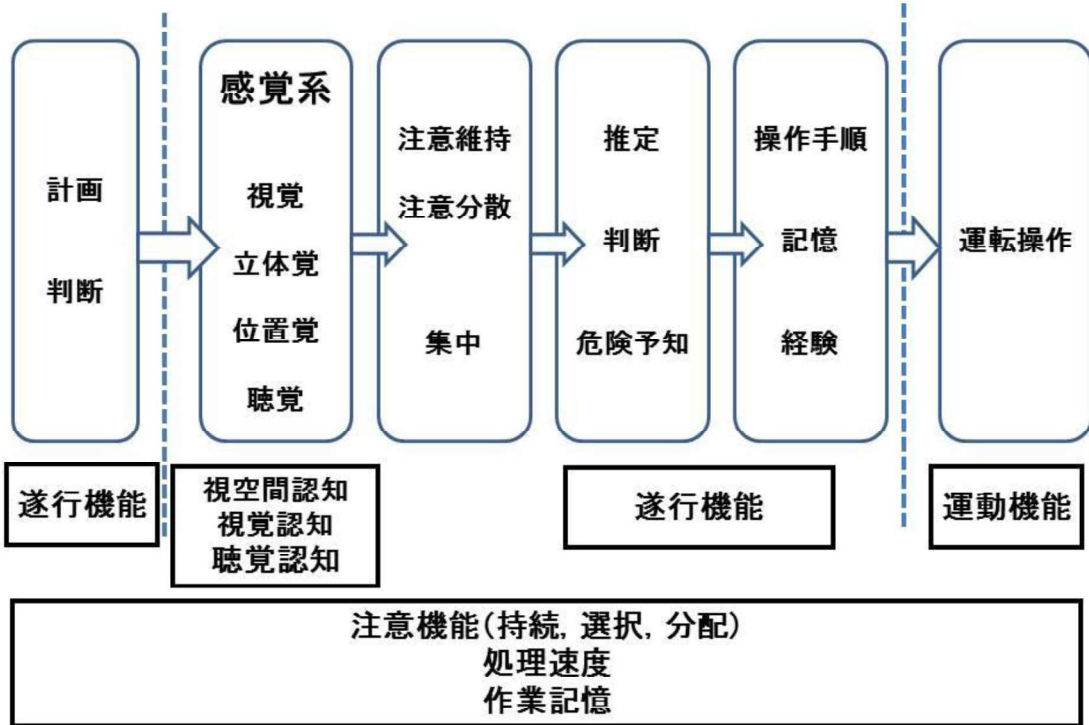 計画
判断
感覚系
視覚
立体覚
位置覚
聴覚
注意維持
注意分散
集中
推定
判断
危険予知
操作手順
記憶
経験
運転操作
遂行機能
視空間認知
視覚認知
聴覚認知
遂行機能
運動機能
注意機能(持続, 選択, 分配)
処理速度
作業記憶